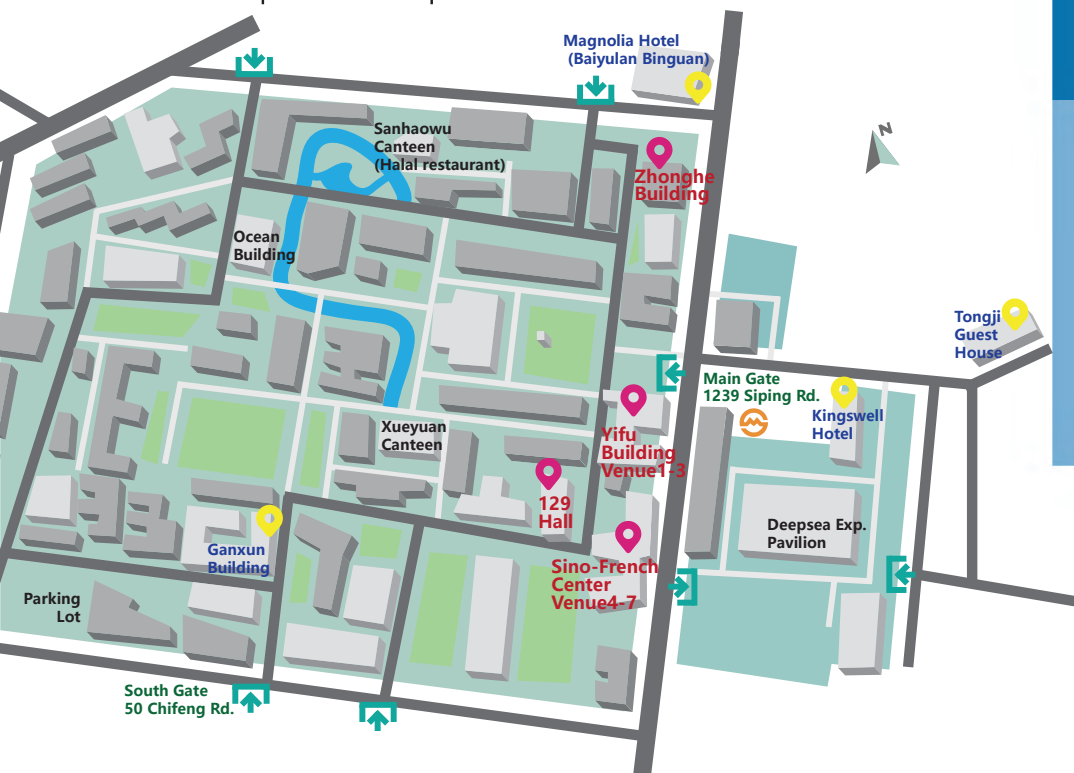 Magnolia Hotel
(Baiyulan Binguan)
N
Sanhaowu
Canteen
(Halal restaurant)
Zhonghe
Building
Ocean
Building
Tongji
Guest
House
Main Gate
1239 Siping Rd.
Kingswell
Hotel
Xueyuan
Canteen
Yifu
Building
Venue1-3
129
Hall
Deepsea Exp.
Pavilion
Ganxun
Building
Sino-French
Center
Venue4-7
Parking
Lot
South Gate
50 Chifeng Rd.